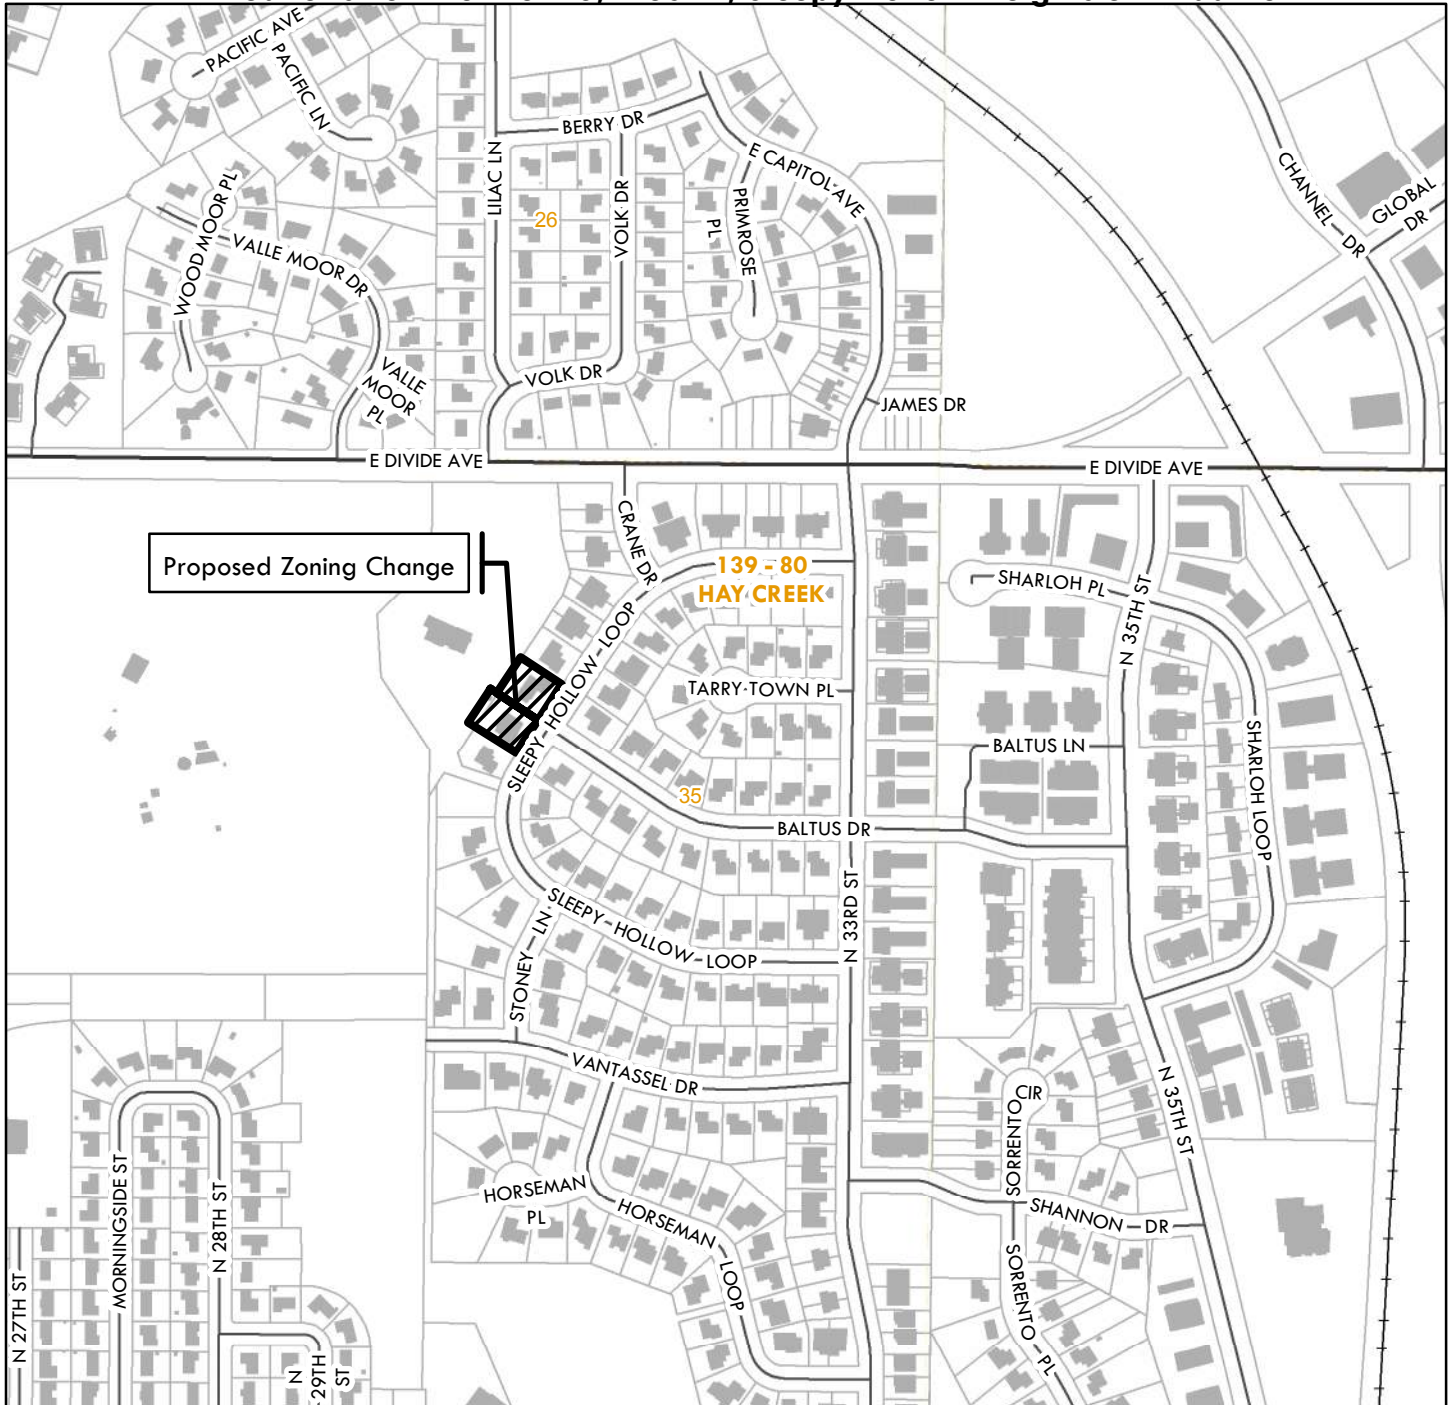 PACIFIC AVE
PACIFIC LN
BERRY DR
E CAPITOL AVE
LILAC LN
VOLK DR
PRIMROSE
PL
26
WOOD MOOR PL
VALLE MOOR DR
CHANNEL DR
GLOBAL
DR
VALLE
MOOR
PL
VOLK DR
JAMES DR
E DIVIDE AVE
E DIVIDE AVE
CRANE DR
Proposed Zoning Change
139 - 80
HAY CREEK
SHARLOH PL
N 35TH ST
SLEEPY-HOLLOW-LOOP
TARRY-TOWN PL
BALTUS LN
SHARLOH LOOP
35
BALTUS DR
N 33RD ST
SLEEPY-HOLLOW-LOOP
STONEY LN
VANTASSEL DR
N 35TH ST
SORRENTO
CIR
MORNINGSIDE ST
N 28TH ST
HORSEMAN
PL
HORSEMAN
LOOP
SHANNON DR
SORRENTO PL
N 27TH ST
N
29TH
ST